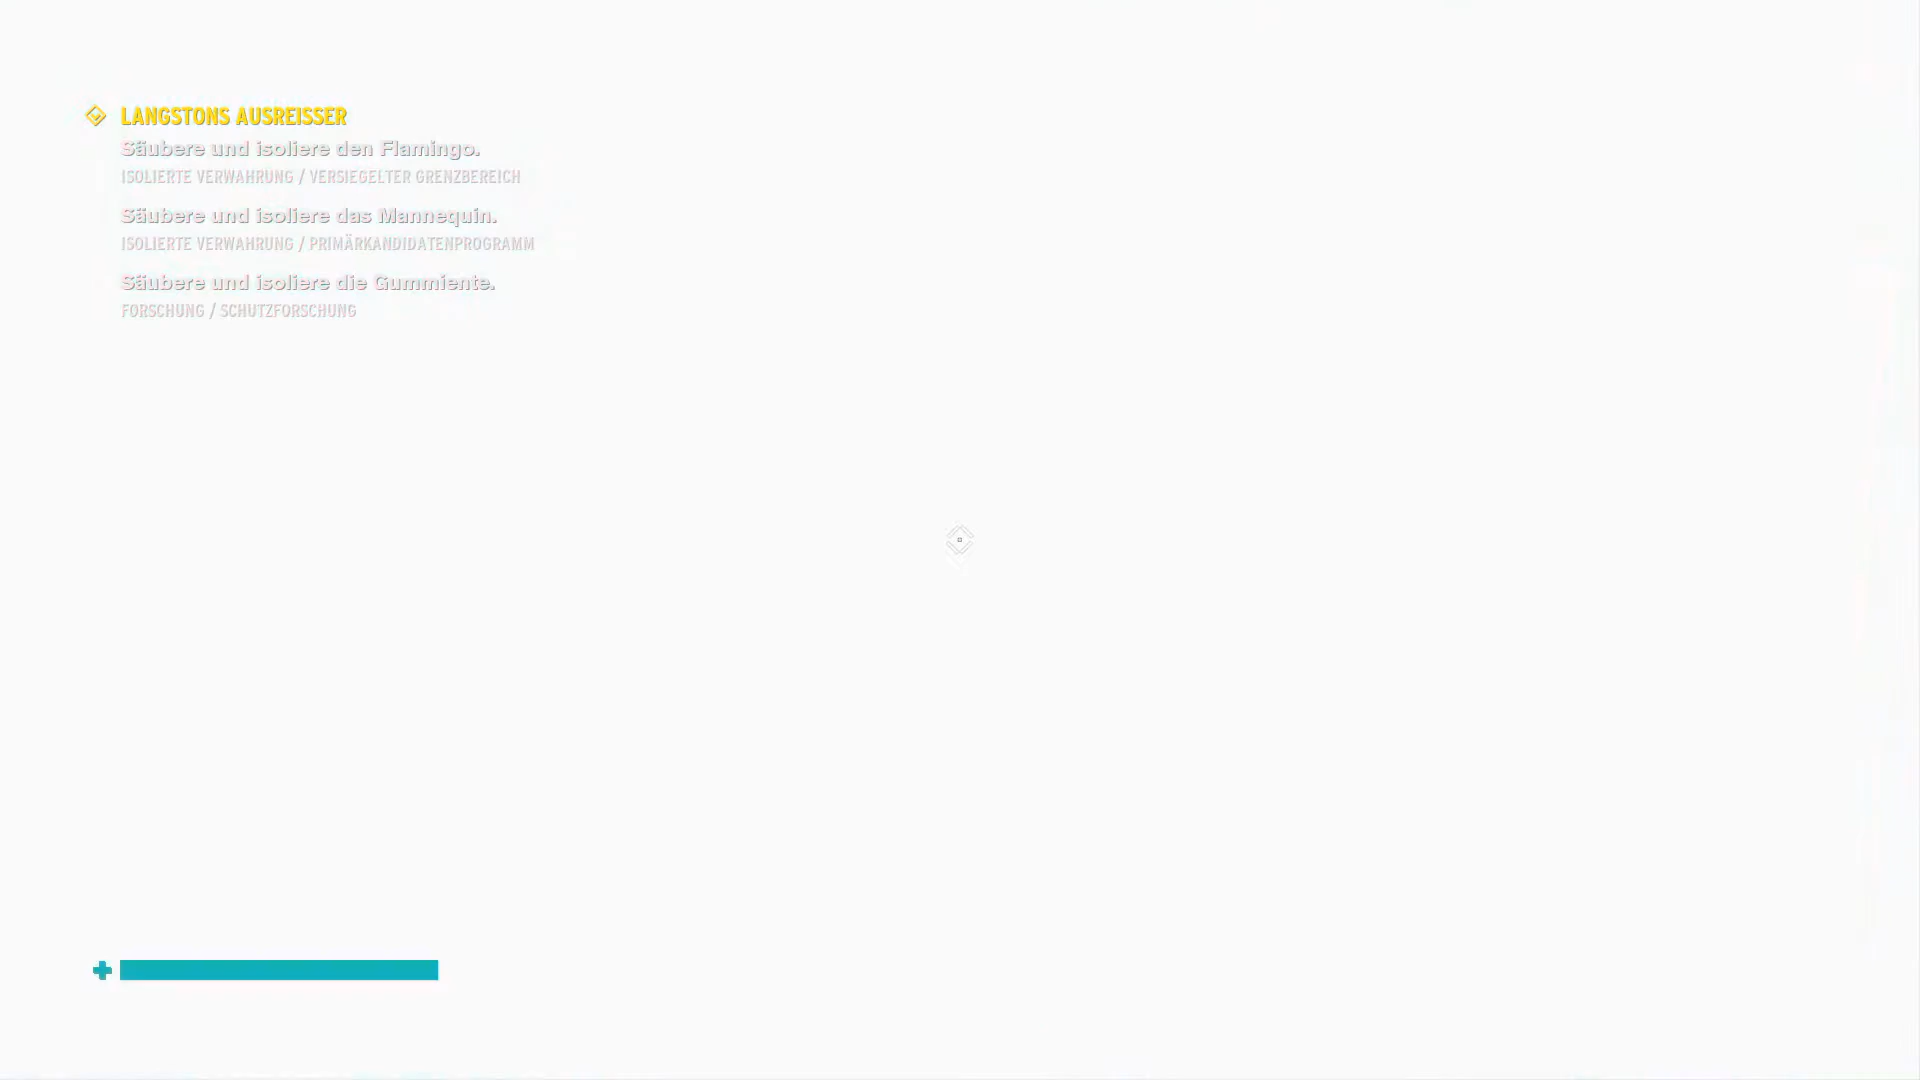 LANGSTONS AUSREISSER
Säubere und isoliere den Flamingo.
ISOLIERTE VERWAHRUNG / VERSIEGELTER GRENZBEREICH
Säubere und isoliere das Mannequin.
ISOLIERTE VERWAHRUNG / PRIMÄRKANDIDATENPROGRAMM
Säubere und isoliere die Gummiente.
FORSCHUNG / SCHUTZFORSCHUNG